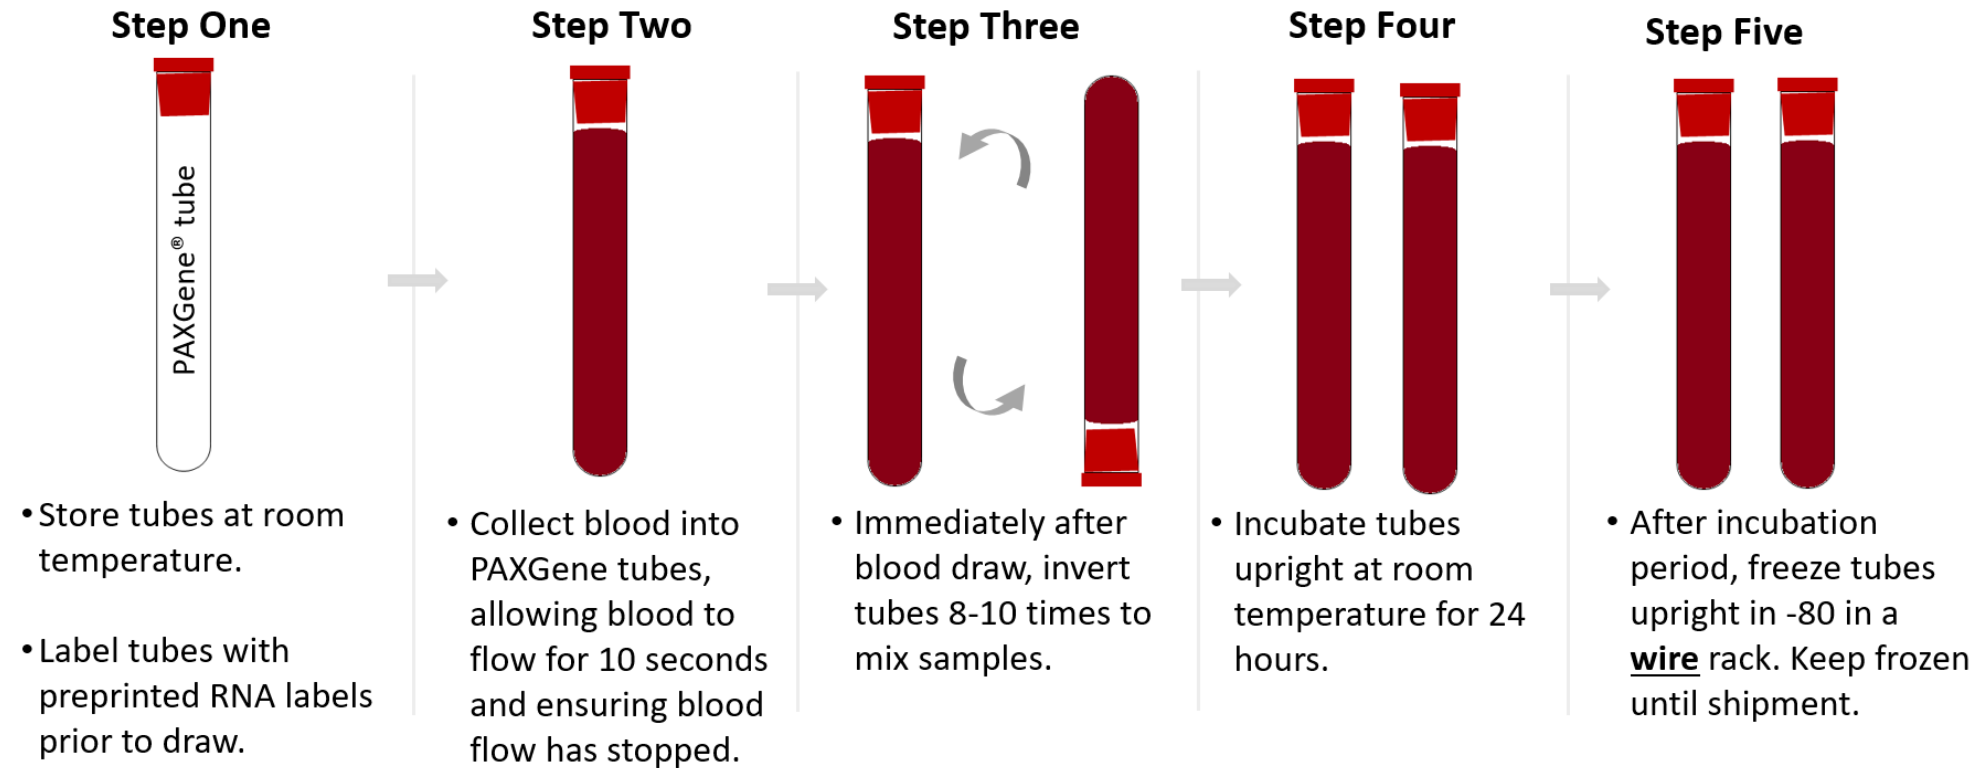 Step One
PAXGene® tube
• Store tubes at room
temperature.
• Label tubes with
preprinted RNA labels
prior to draw.
Step Two
• Collect blood into
PAXGene tubes,
allowing blood to
flow for 10 seconds
and ensuring blood
flow has stopped.
Step Three
• Immediately after
blood draw, invert
tubes 8-10 times to
mix samples.
Step Four
• Incubate tubes
upright at room
temperature for 24
hours.
Step Five
• After incubation
period, freeze tubes
upright in -80 in a
wire rack. Keep frozen
until shipment.